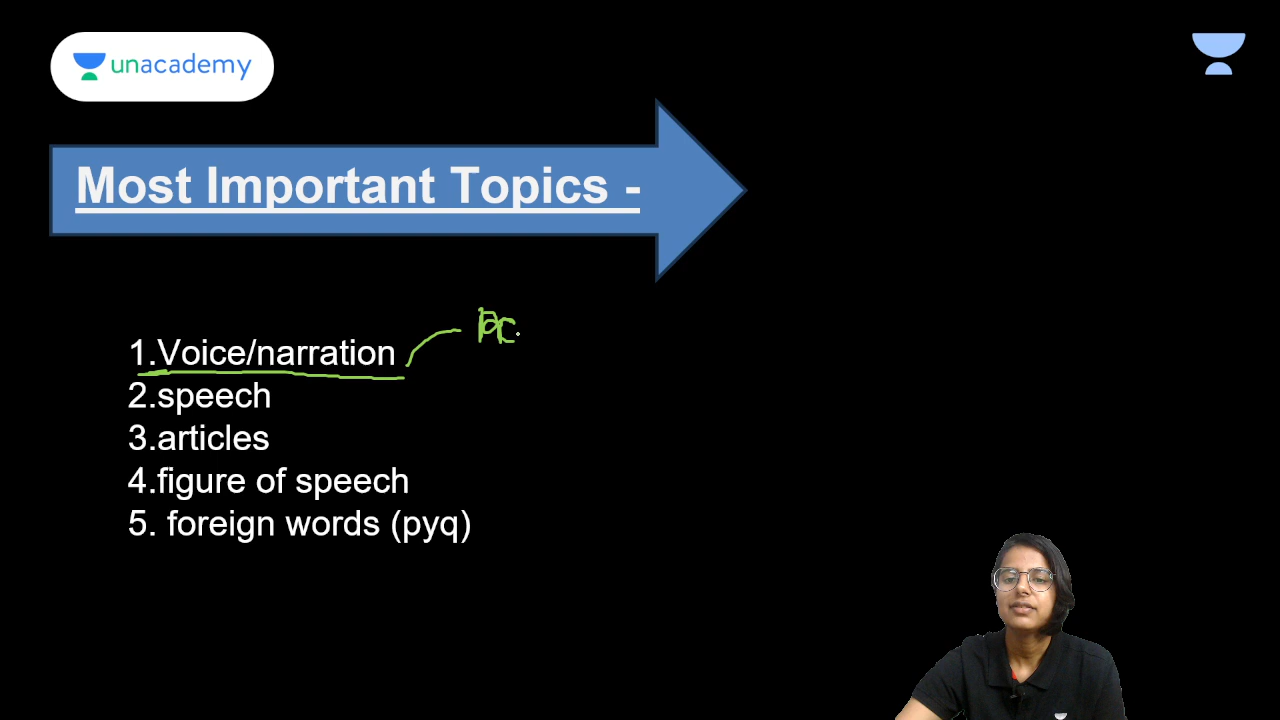 unacademy
Most Important Topics -
1.Voice/narration
2.speech
3.articles
4.figure of speech
5. foreign words (pyq)